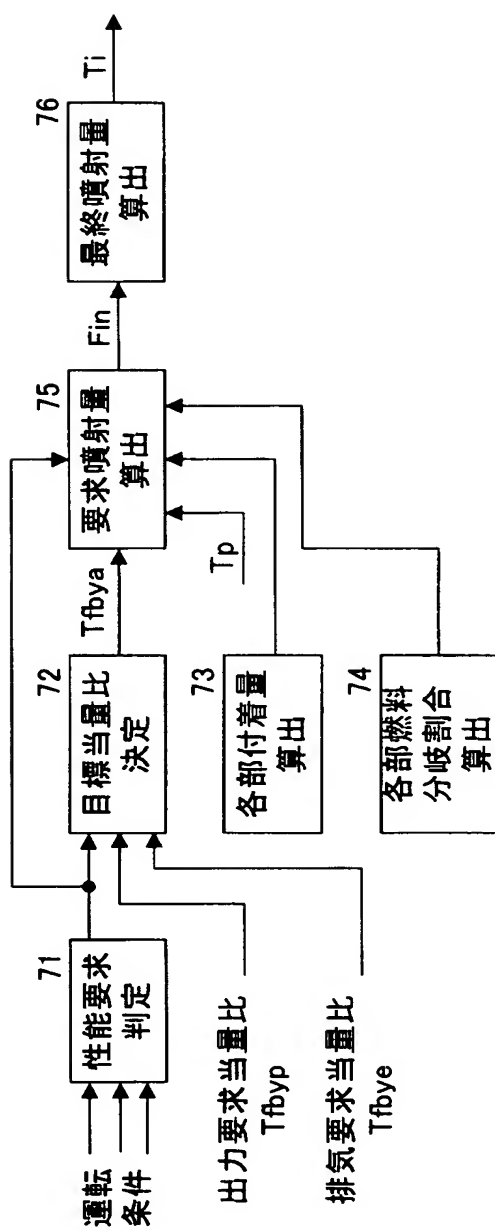 運転
条件
71
性能要求
判定
出力要求当量比
Tfbyp
排気要求当量比
Tfbye
72
目標当量比
決定
Tfbya
73
各部付着量
算出
74
各部燃料
分岐割合
算出
Tp
75
要求噴射量
算出
Fin
76
最終噴射量
算出
Ti